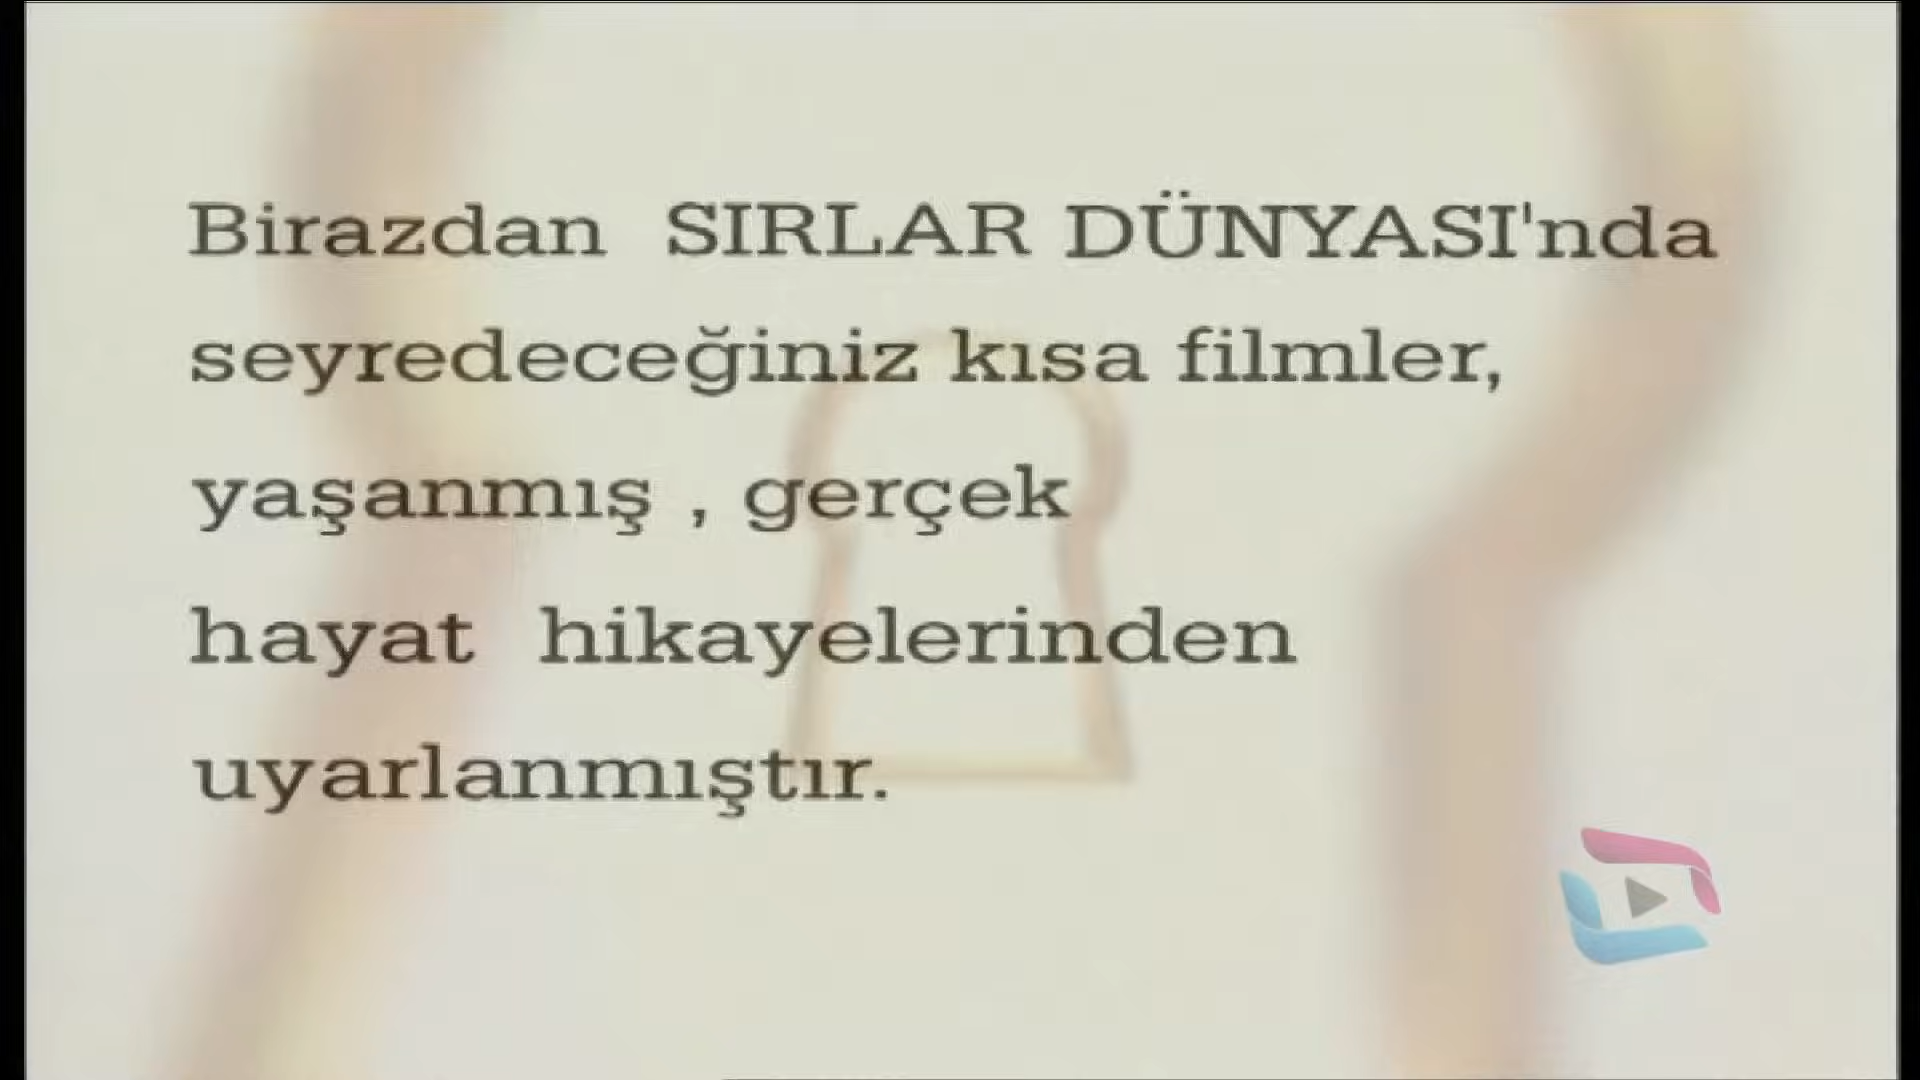 Birazdan SIRLAR DÜNYASI'nda
seyredeceğiniz kısa filmler,
yaşanmış , gerçek
hayat hikayelerinden
uyarlanmıştır.